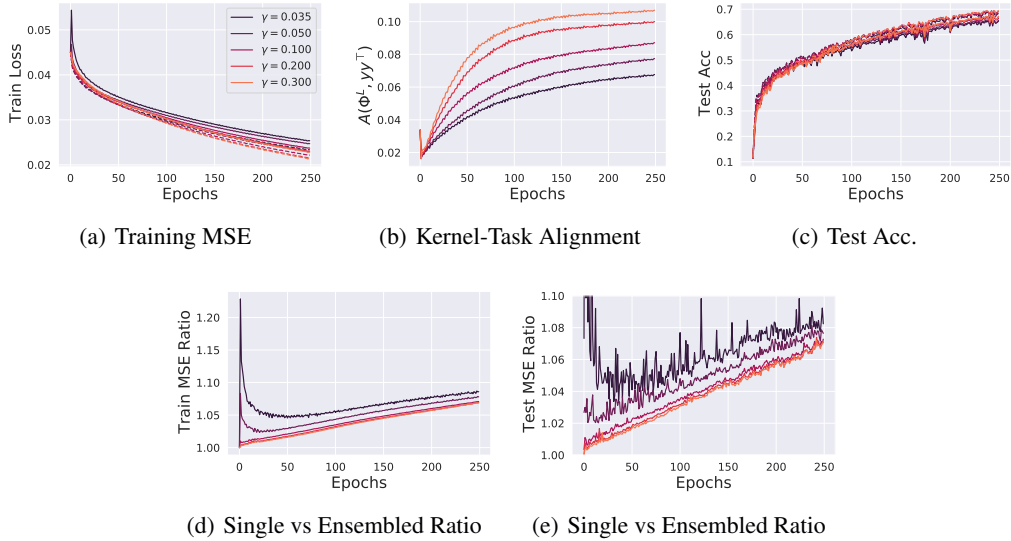 Train Loss
0.05
0.04
0.03
0.02
0 50 100 150 200 250
Epochs
γ = 0.035
γ = 0.050
γ = 0.100
γ = 0.200
γ = 0.300
(a) Training MSE
A(Φ^L, yy^⊤)
0.10
0.08
0.06
0.04
0.02
0 50 100 150 200 250
Epochs
(b) Kernel-Task Alignment
Test Acc
0.7
0.6
0.5
0.4
0.3
0.2
0.1
0 50 100 150 200 250
Epochs
(c) Test Acc.
Train MSE Ratio
1.20
1.15
1.10
1.05
1.00
0 50 100 150 200 250
Epochs
(d) Single vs Ensembled Ratio
Test MSE Ratio
1.10
1.08
1.06
1.04
1.02
1.00
0 50 100 150 200 250
Epochs
(e) Single vs Ensembled Ratio